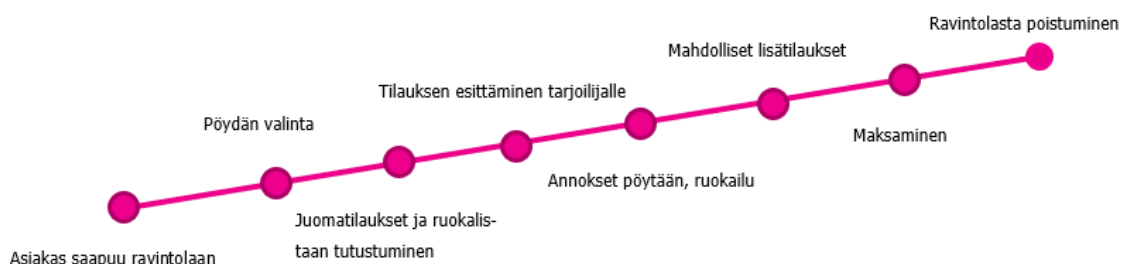 Asiakas saapuu ravintolaan
Pöydän valinta
Juomatilaukset ja ruokalis-
taan tutustuminen
Tilauksen esittäminen tarjoilijalle
Annokset pöytään, ruokailu
Mahdolliset lisätilaukset
Maksaminen
Ravintolasta poistuminen